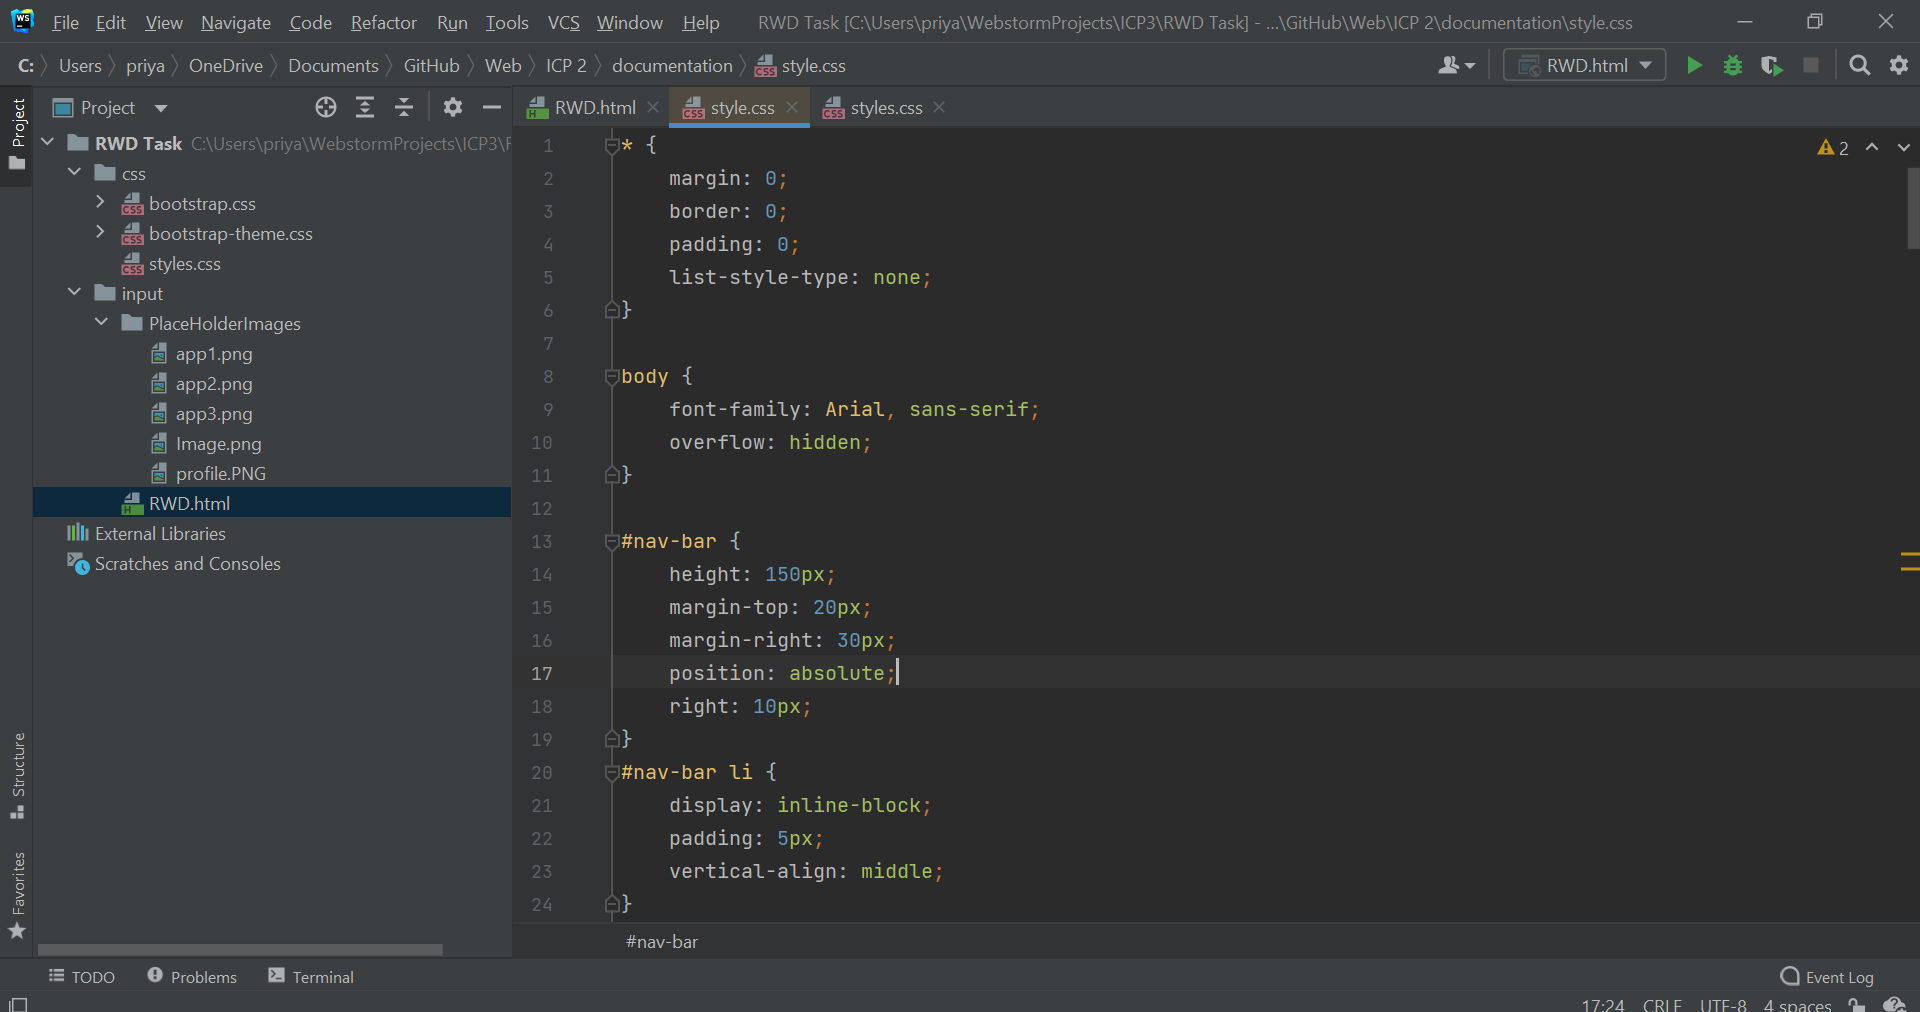 WS File Edit View Navigate Code Refactor Run Tools VCS Window Help RWD Task [C:\Users\priya\WebstormProjects\ICP3\RWD Task] - ...\GitHub\Web\ICP 2\documentation\style.css
C: Users priya OneDrive Documents GitHub Web ICP 2 documentation style.css RWD.html
Project
Structure
Favorites
Project
RWD Task C:\Users\priya\WebstormProjects\ICP3\
css
bootstrap.css
bootstrap-theme.css
styles.css
input
PlaceHolderImages
app1.png
app2.png
app3.png
Image.png
profile.PNG
RWD.html
External Libraries
Scratches and Consoles
RWD.html style.css styles.css
2
1 * {
2 margin: 0;
3 border: 0;
4 padding: 0;
5 list-style-type: none;
6 }
7
8 body {
9 font-family: Arial, sans-serif;
10 overflow: hidden;
11 }
12
13 #nav-bar {
14 height: 150px;
15 margin-top: 20px;
16 margin-right: 30px;
17 position: absolute;
18 right: 10px;
19 }
20 #nav-bar li {
21 display: inline-block;
22 padding: 5px;
23 vertical-align: middle;
24 }
#nav-bar
TODO Problems Terminal Event Log
17:24 CRLF UTF-8 4 spaces